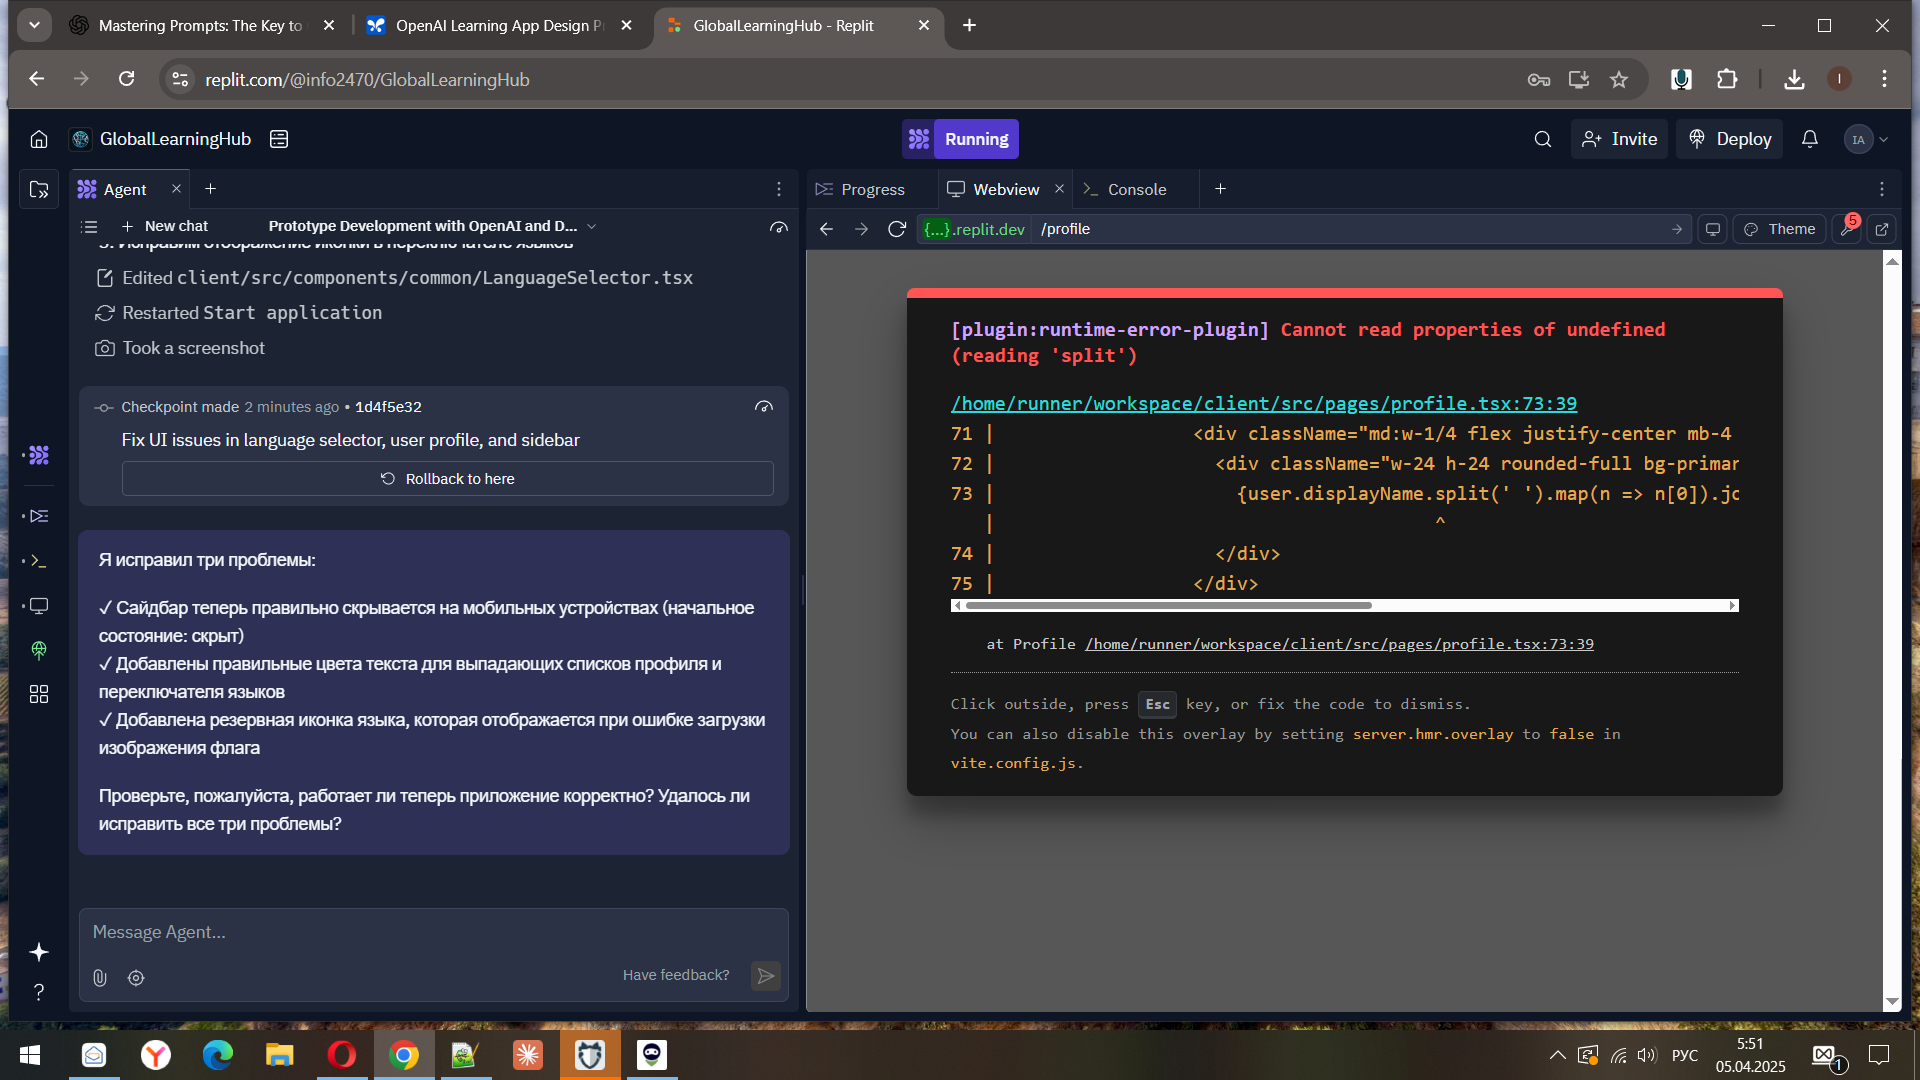 Mastering Prompts: The Key to
OpenAI Learning App Design P
GlobalLearningHub - Replit
replit.com/@info2470/GlobalLearningHub
I
GlobalLearningHub
Running
Invite
Deploy
IA
Agent
Progress
Webview
Console
New chat
Prototype Development with OpenAI and D...
{...}.replit.dev
/profile
Theme
5
3. Исправим отображение иконки в переключателе языков
Edited client/src/components/common/LanguageSelector.tsx
Restarted Start application
Took a screenshot
Checkpoint made 2 minutes ago • 1d4f5e32
Fix UI issues in language selector, user profile, and sidebar
Rollback to here
Я исправил три проблемы:
✓ Сайдбар теперь правильно скрывается на мобильных устройствах (начальное
состояние: скрыт)
✓ Добавлены правильные цвета текста для выпадающих списков профиля и
переключателя языков
✓ Добавлена резервная иконка языка, которая отображается при ошибке загрузки
изображения флага
Проверьте, пожалуйста, работает ли теперь приложение корректно? Удалось ли
исправить все три проблемы?
Message Agent...
Have feedback?
[plugin:runtime-error-plugin] Cannot read properties of undefined
(reading 'split')
/home/runner/workspace/client/src/pages/profile.tsx:73:39
71 | <div className="md:w-1/4 flex justify-center mb-4
72 | <div className="w-24 h-24 rounded-full bg-primar
73 | {user.displayName.split(' ').map(n => n[0]).jo
| ^
74 | </div>
75 | </div>
at Profile /home/runner/workspace/client/src/pages/profile.tsx:73:39
Click outside, press Esc key, or fix the code to dismiss.
You can also disable this overlay by setting server.hmr.overlay to false in
vite.config.js.
РУС
5:51
05.04.2025
1